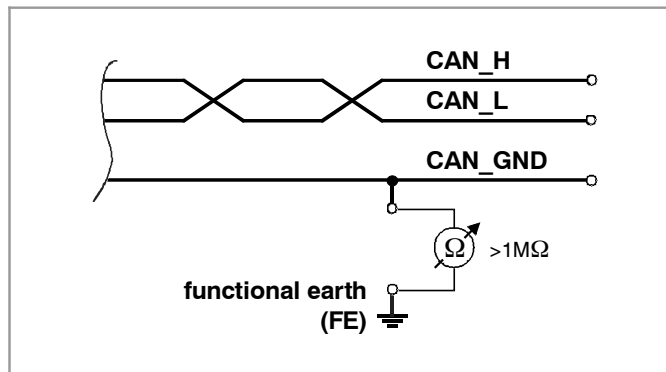 CAN_H
CAN_L
CAN_GND
Ω
>1MΩ
functional earth
(FE)